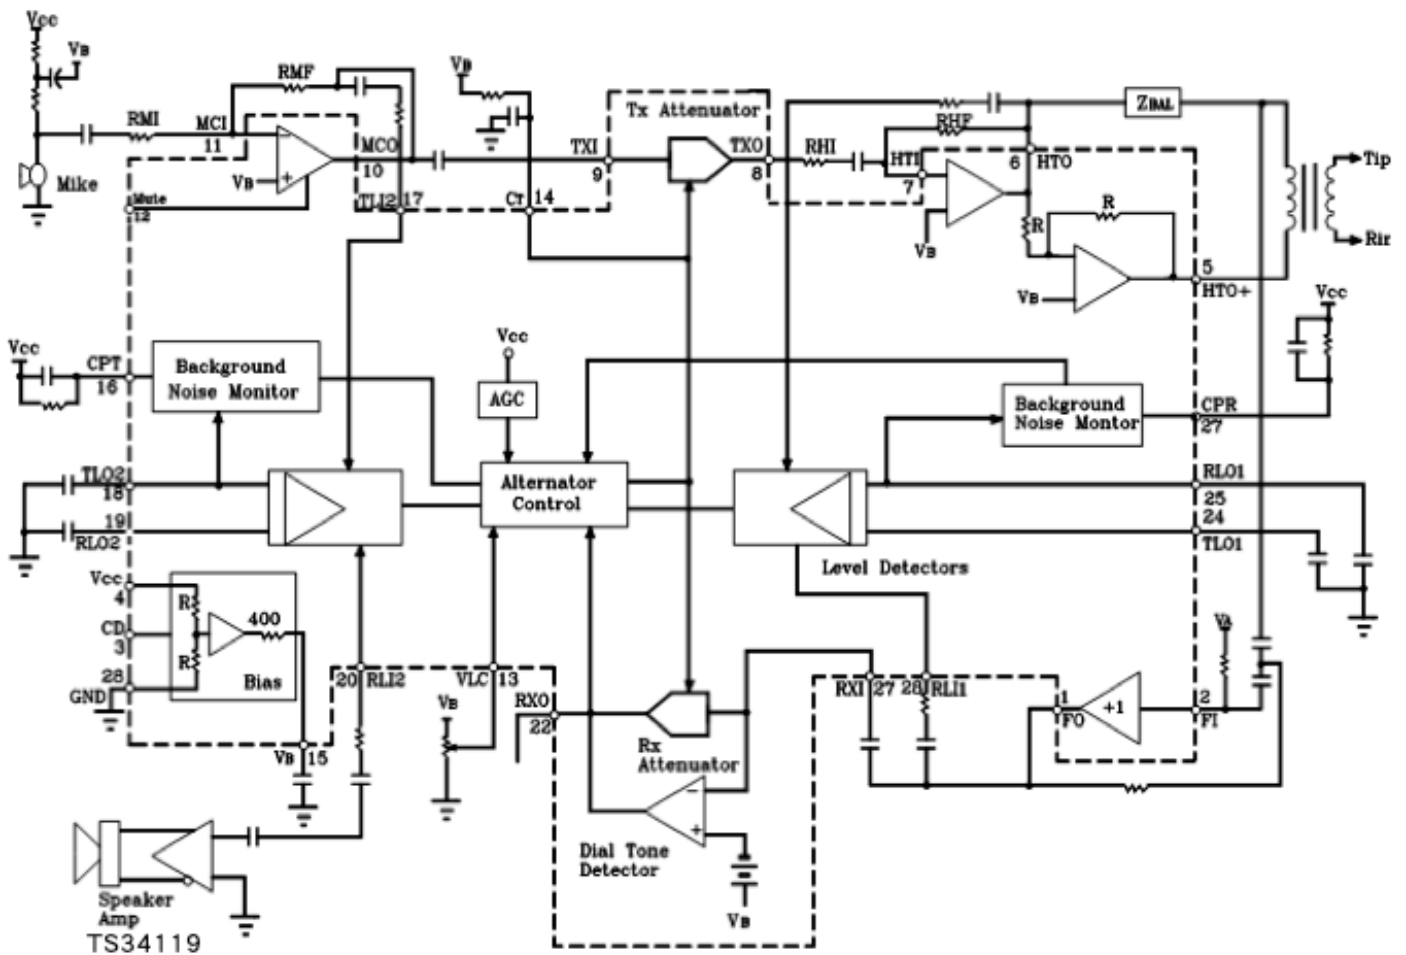 Vcc
VB
RMF
VB
Tx Attenuator
ZBAL
RMI
MCI
11
MCO
10
TXI
9
TXO
8
RHI
RHF
HTI
7
6
HTO
Tip
Mike
VB
Mute
12
TLI2
17
CT
14
VB
R
R
Rir
VB
5
HTO+
Vcc
Vcc
CPT
16
Background
Noise Monitor
Vcc
AGC
Background
Noise Montor
CPR
27
TLO2
18
19
RLO2
Alternator
Control
RLO1
25
24
TLO1
Level Detectors
Vcc
4
CD
3
28
GND
R
R
400
Bias
VB
15
20
RLI2
VLC
13
VB
RXO
22
Rx
Attenuator
RXI
27
28
RLI1
1
FO
+1
2
FI
VA
Dial Tone
Detector
VB
Speaker
Amp
TS34119